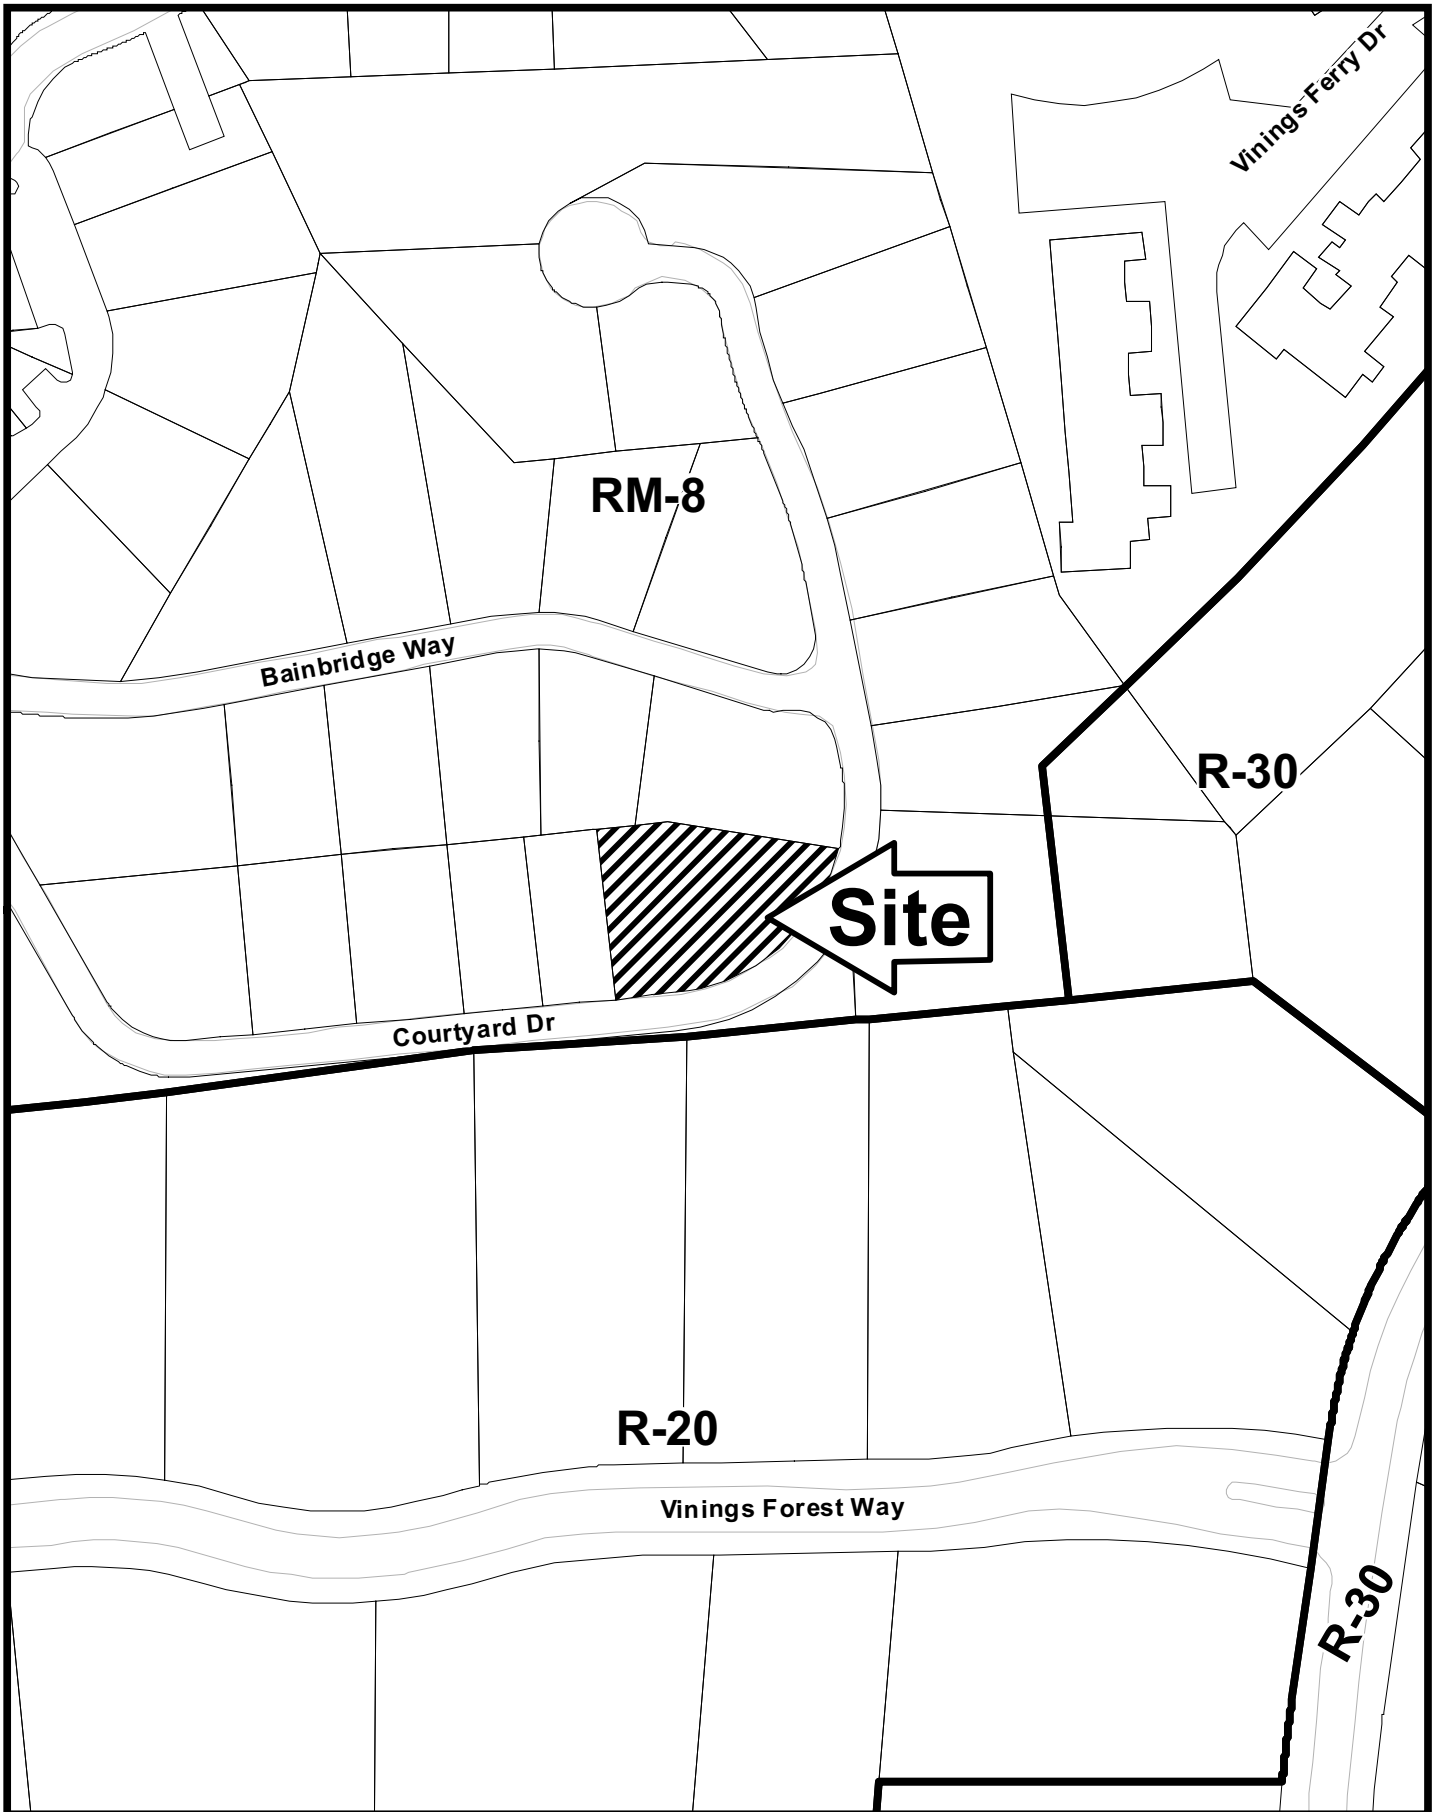 Vinings Ferry Dr
RM-8
Bainbridge Way
R-30
Site
Courtyard Dr
R-20
Vinings Forest Way
R-30